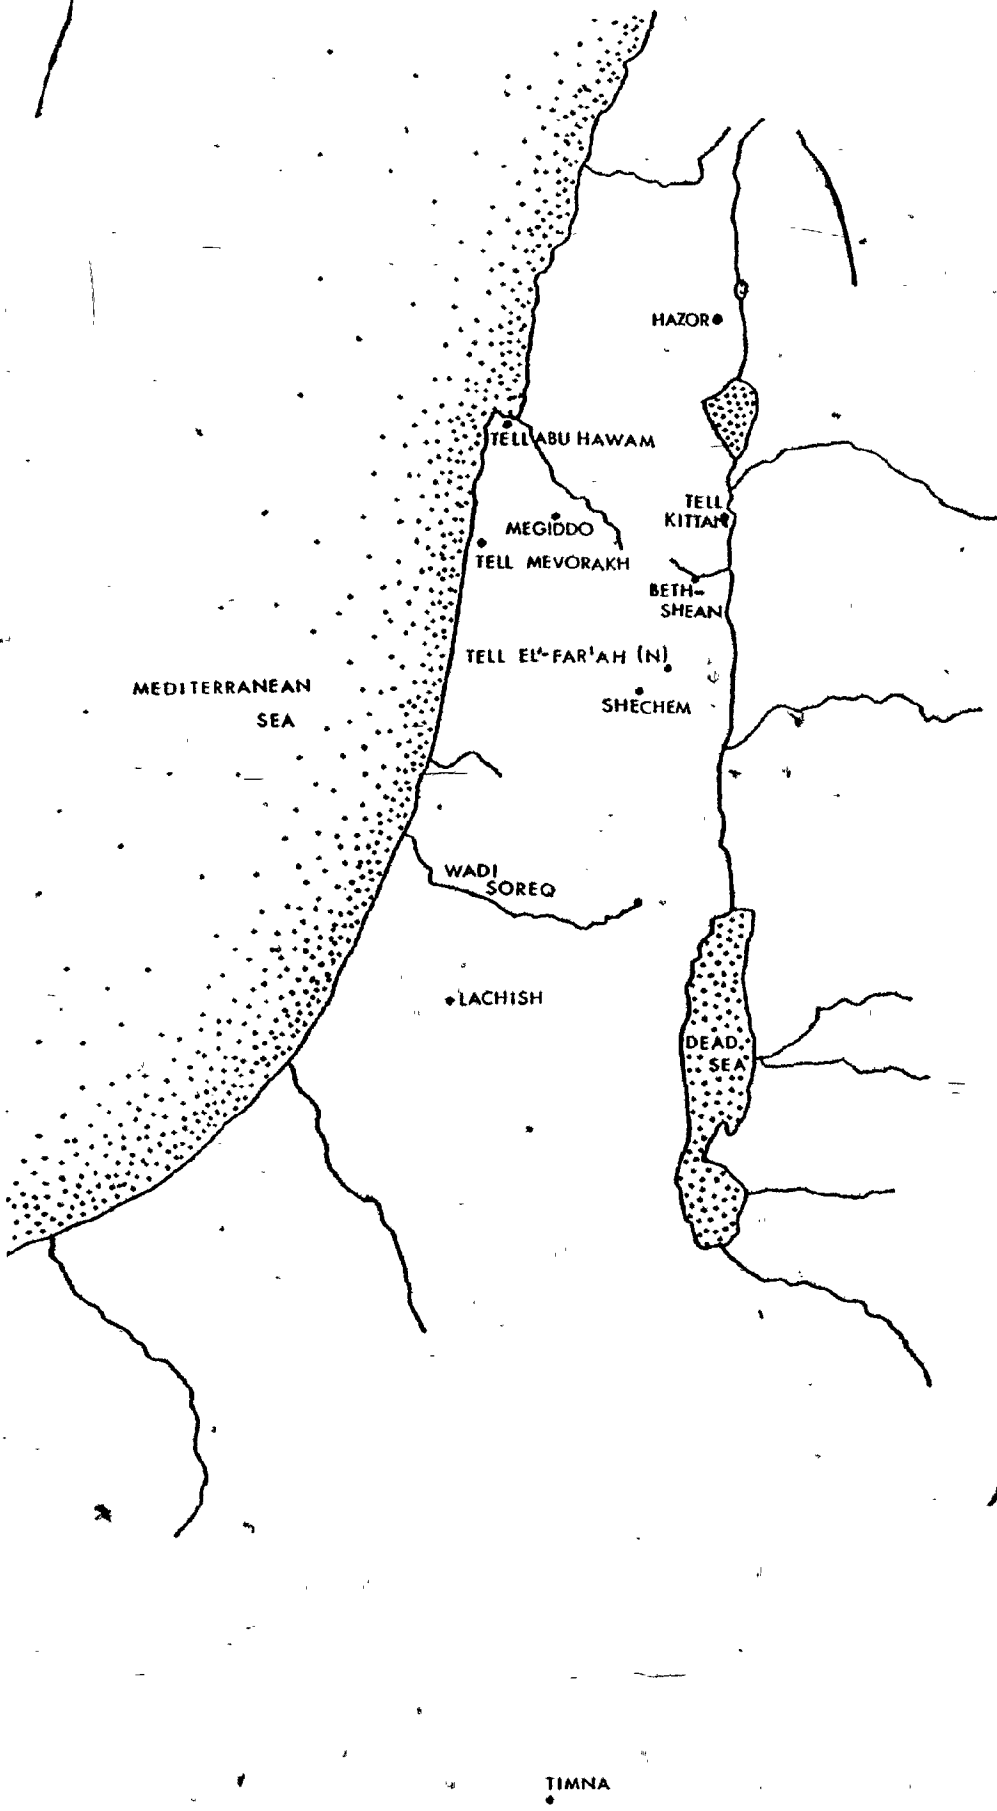 HAZOR
TELL ABU HAWAM
TELL
KITTAN
MEGIDDO
TELL MEVORAKH
BETH-
SHEAN
TELL EL-FAR'AH (N)
MEDITERRANEAN
SEA
SHECHEM
WADI
SOREQ
LACHISH
DEAD
SEA
TIMNA